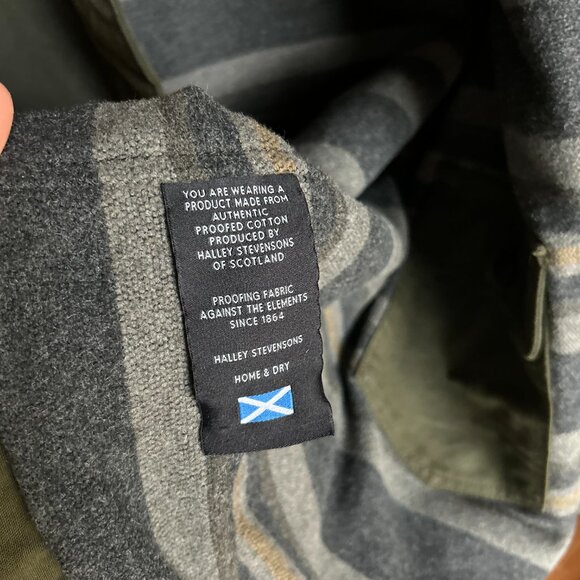 YOU ARE WEARING A
PRODUCT MADE FROM
AUTHENTIC
PROOFED COTTON
PRODUCED BY
HALLEY STEVENSONS
OF SCOTLAND
PROOFING FABRIC
AGAINST THE ELEMENTS
SINCE 1864
HALLEY STEVENSONS
HOME & DRY